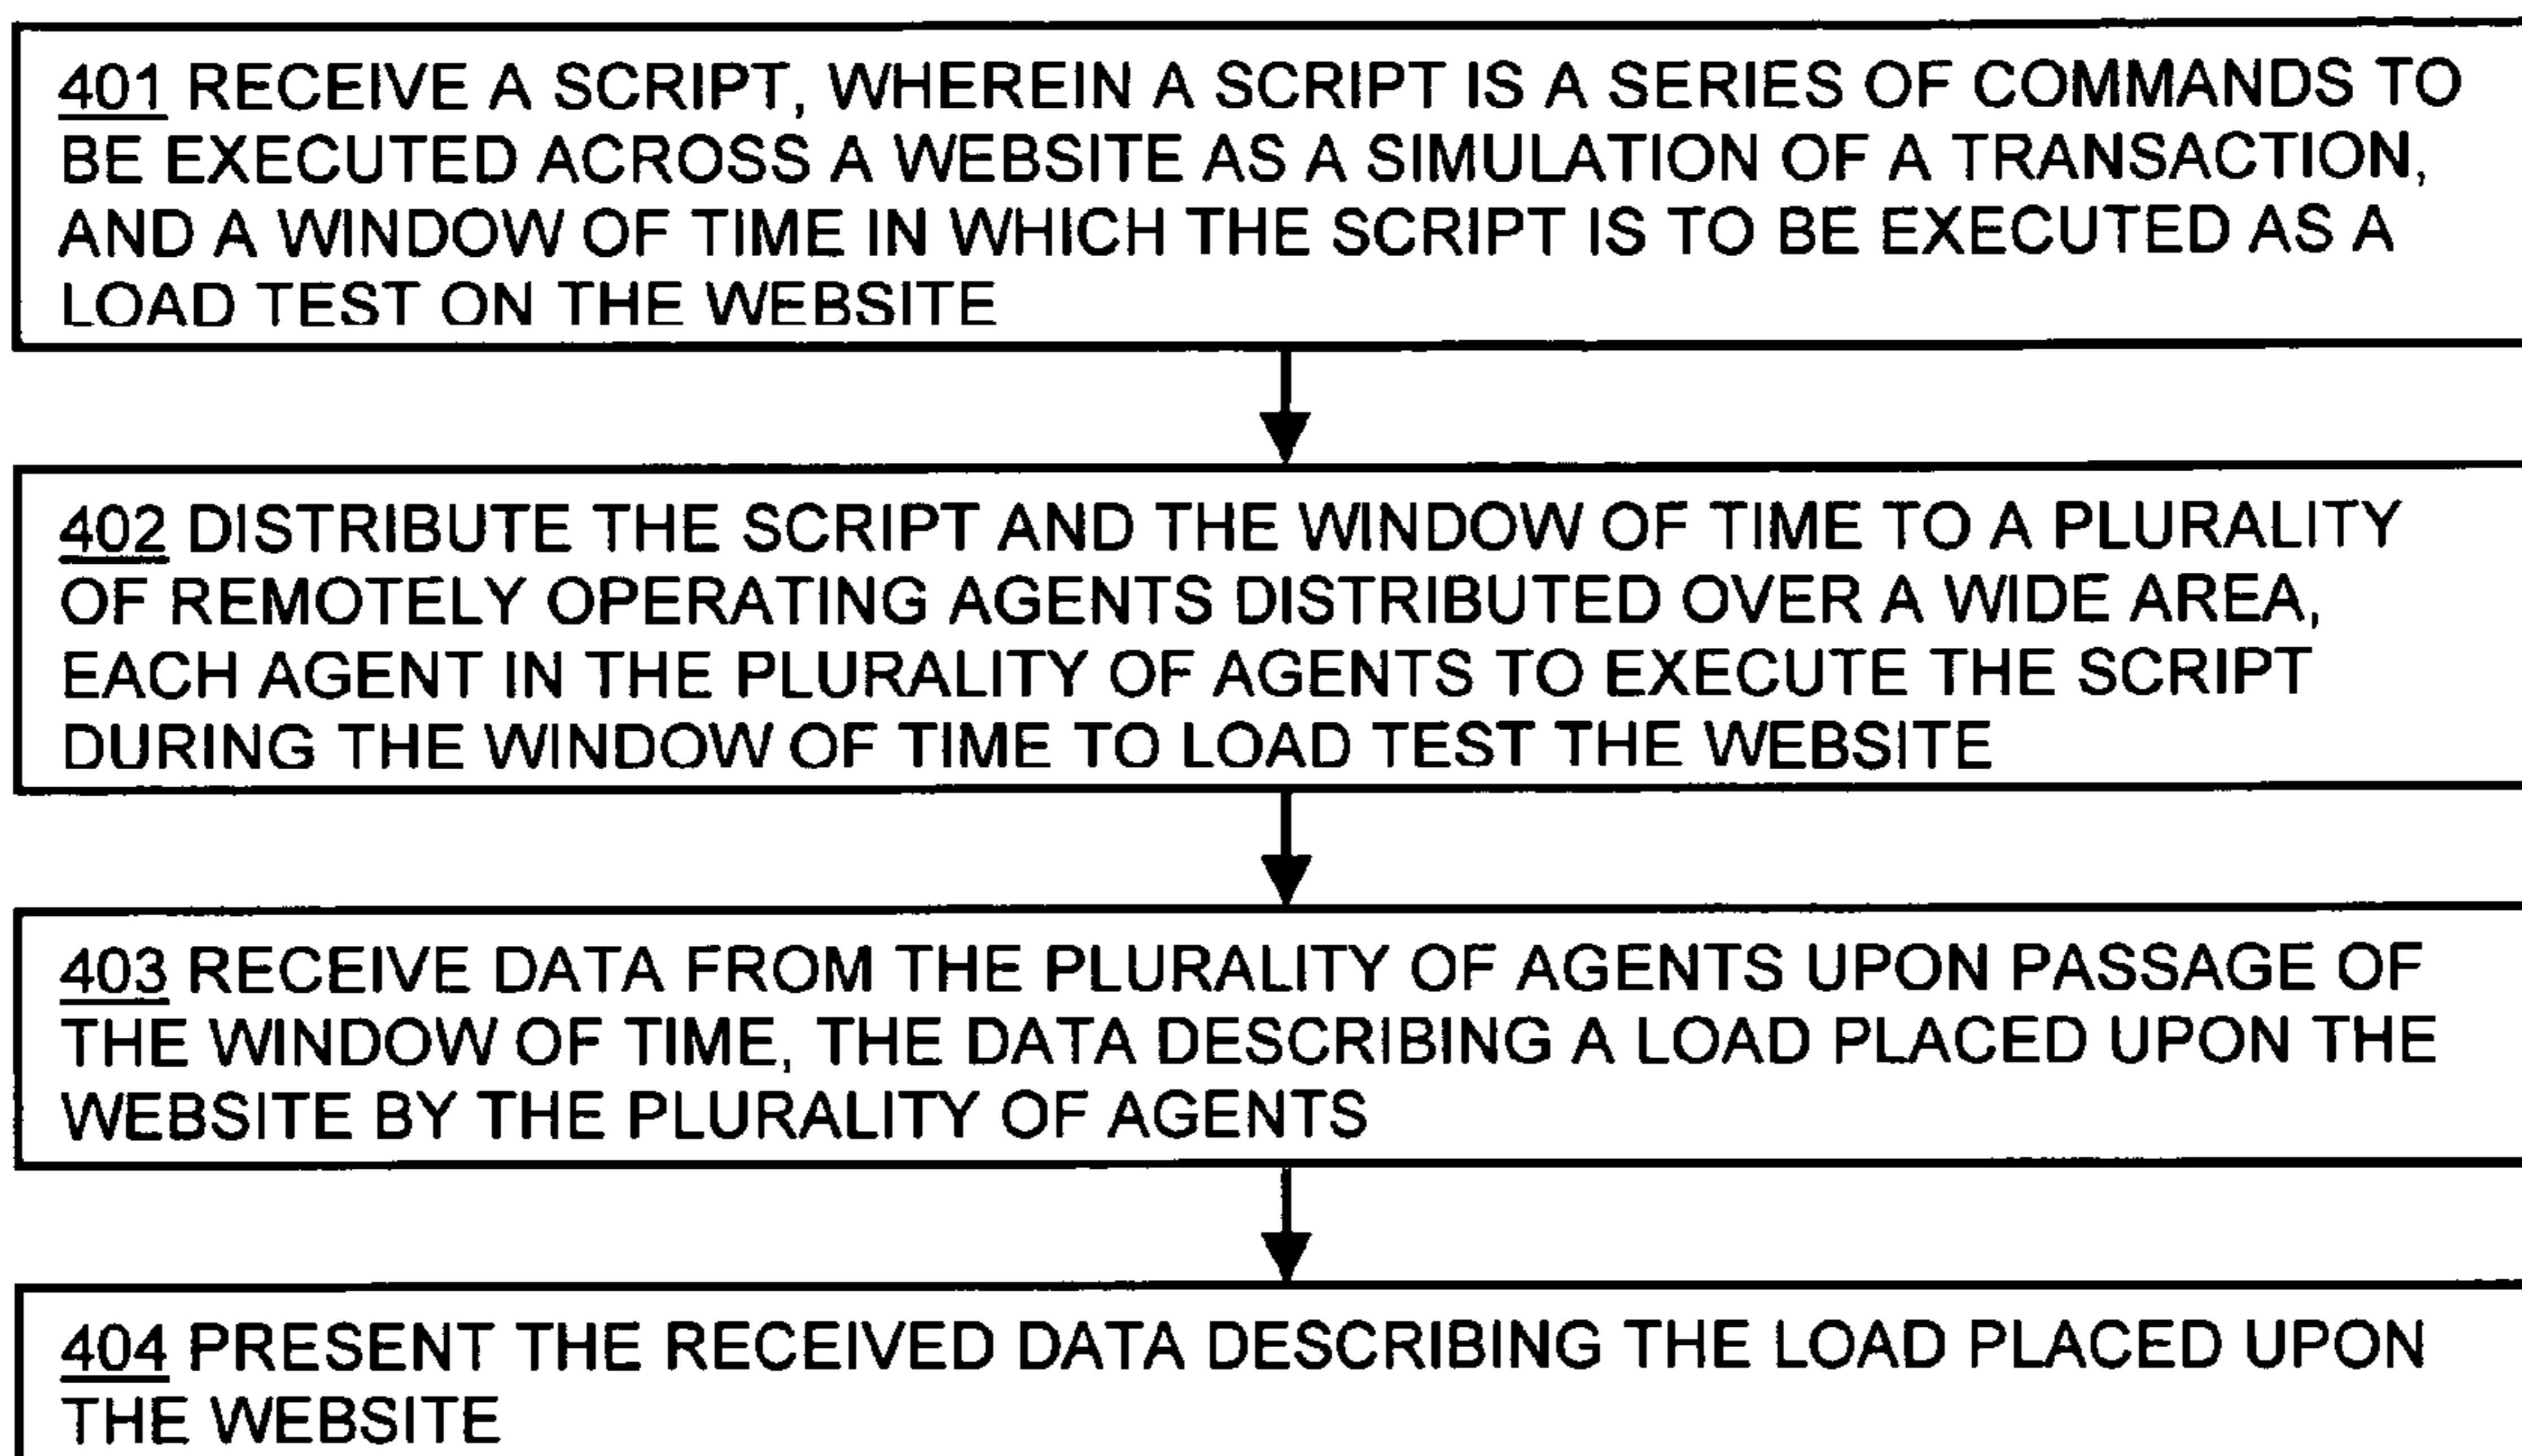 401 RECEIVE A SCRIPT, WHEREIN A SCRIPT IS A SERIES OF COMMANDS TO
BE EXECUTED ACROSS A WEBSITE AS A SIMULATION OF A TRANSACTION,
AND A WINDOW OF TIME IN WHICH THE SCRIPT IS TO BE EXECUTED AS A
LOAD TEST ON THE WEBSITE
402 DISTRIBUTE THE SCRIPT AND THE WINDOW OF TIME TO A PLURALITY
OF REMOTELY OPERATING AGENTS DISTRIBUTED OVER A WIDE AREA,
EACH AGENT IN THE PLURALITY OF AGENTS TO EXECUTE THE SCRIPT
DURING THE WINDOW OF TIME TO LOAD TEST THE WEBSITE
403 RECEIVE DATA FROM THE PLURALITY OF AGENTS UPON PASSAGE OF
THE WINDOW OF TIME, THE DATA DESCRIBING A LOAD PLACED UPON THE
WEBSITE BY THE PLURALITY OF AGENTS
404 PRESENT THE RECEIVED DATA DESCRIBING THE LOAD PLACED UPON
THE WEBSITE